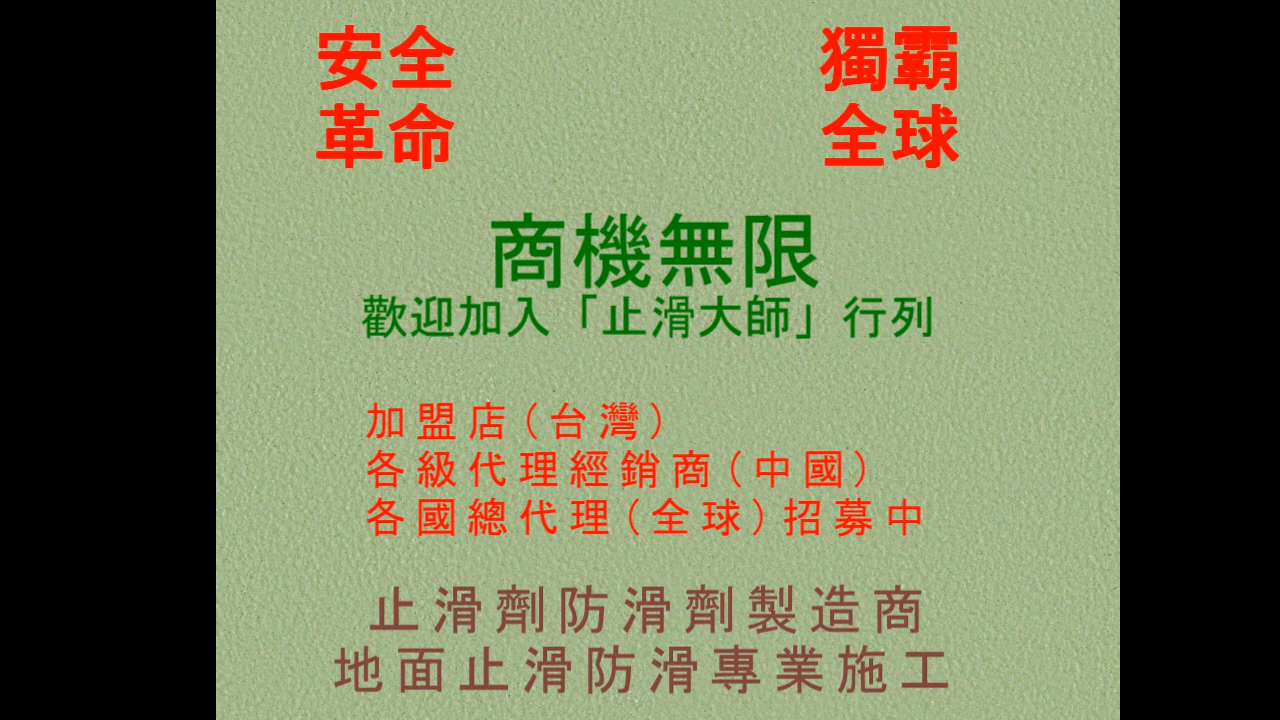 安全
革命
獨霸
全球
商機無限
歡迎加入「止滑大師」行列
加盟店(台灣)
各級代理經銷商(中國)
各國總代理(全球)招募中
止滑劑防滑劑製造商
地面止滑防滑專業施工